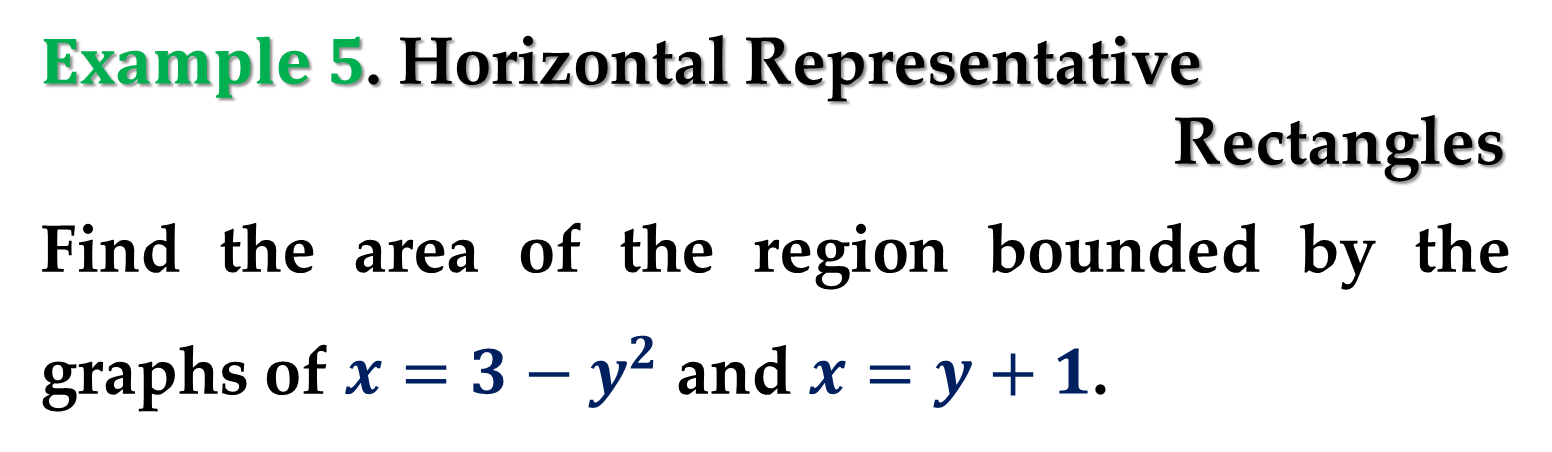 Example 5. Horizontal Representative
Rectangles
Find the area of the region bounded by the
graphs of x = 3 − y² and x = y + 1.